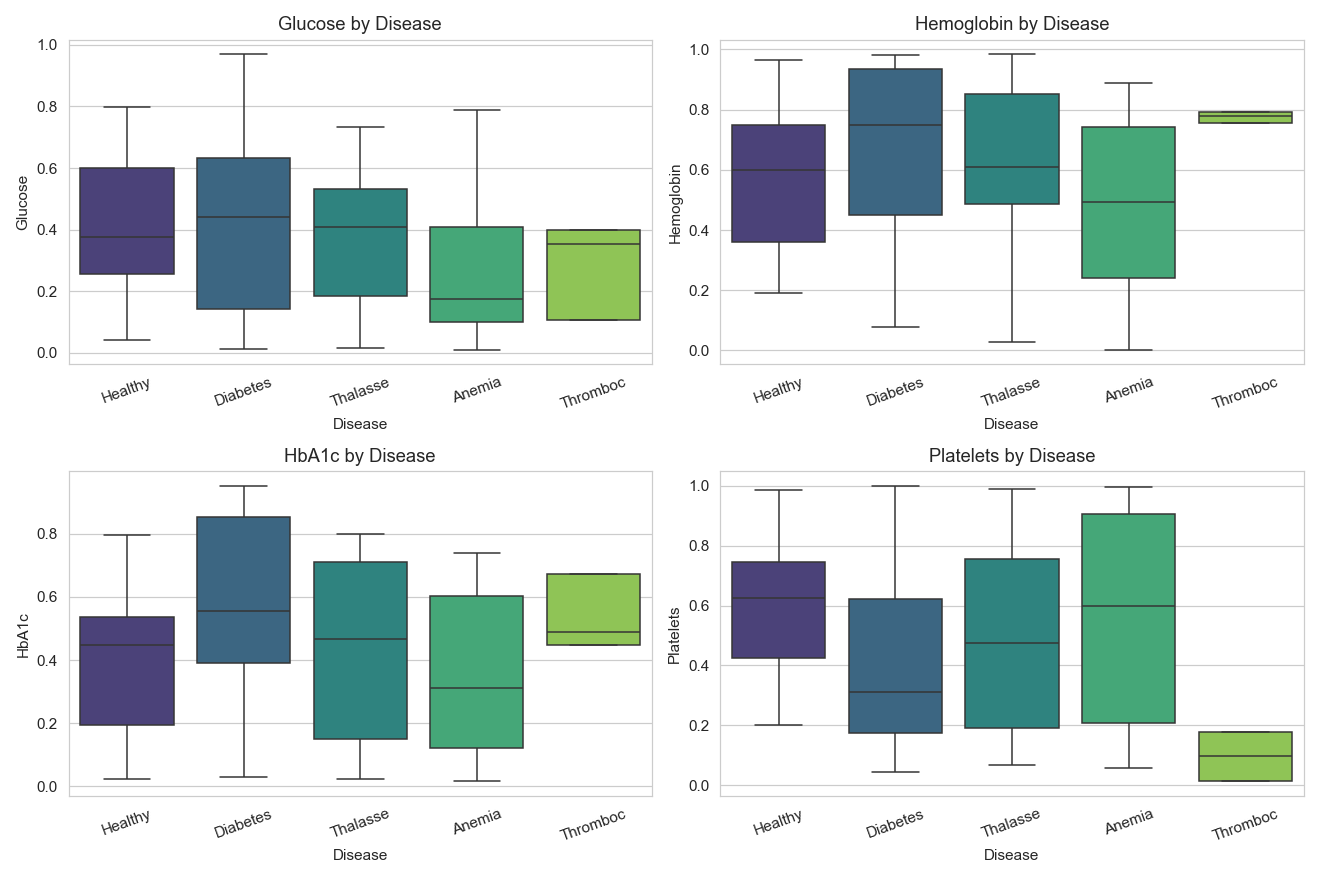 Glucose by Disease
1.0
0.8
0.6
0.4
0.2
0.0
Glucose
Healthy
Diabetes
Thalasse
Anemia
Thromboc
Disease
Hemoglobin by Disease
1.0
0.8
0.6
0.4
0.2
0.0
Hemoglobin
Healthy
Diabetes
Thalasse
Anemia
Thromboc
Disease
HbA1c by Disease
0.8
0.6
0.4
0.2
0.0
HbA1c
Healthy
Diabetes
Thalasse
Anemia
Thromboc
Disease
Platelets by Disease
1.0
0.8
0.6
0.4
0.2
0.0
Platelets
Healthy
Diabetes
Thalasse
Anemia
Thromboc
Disease